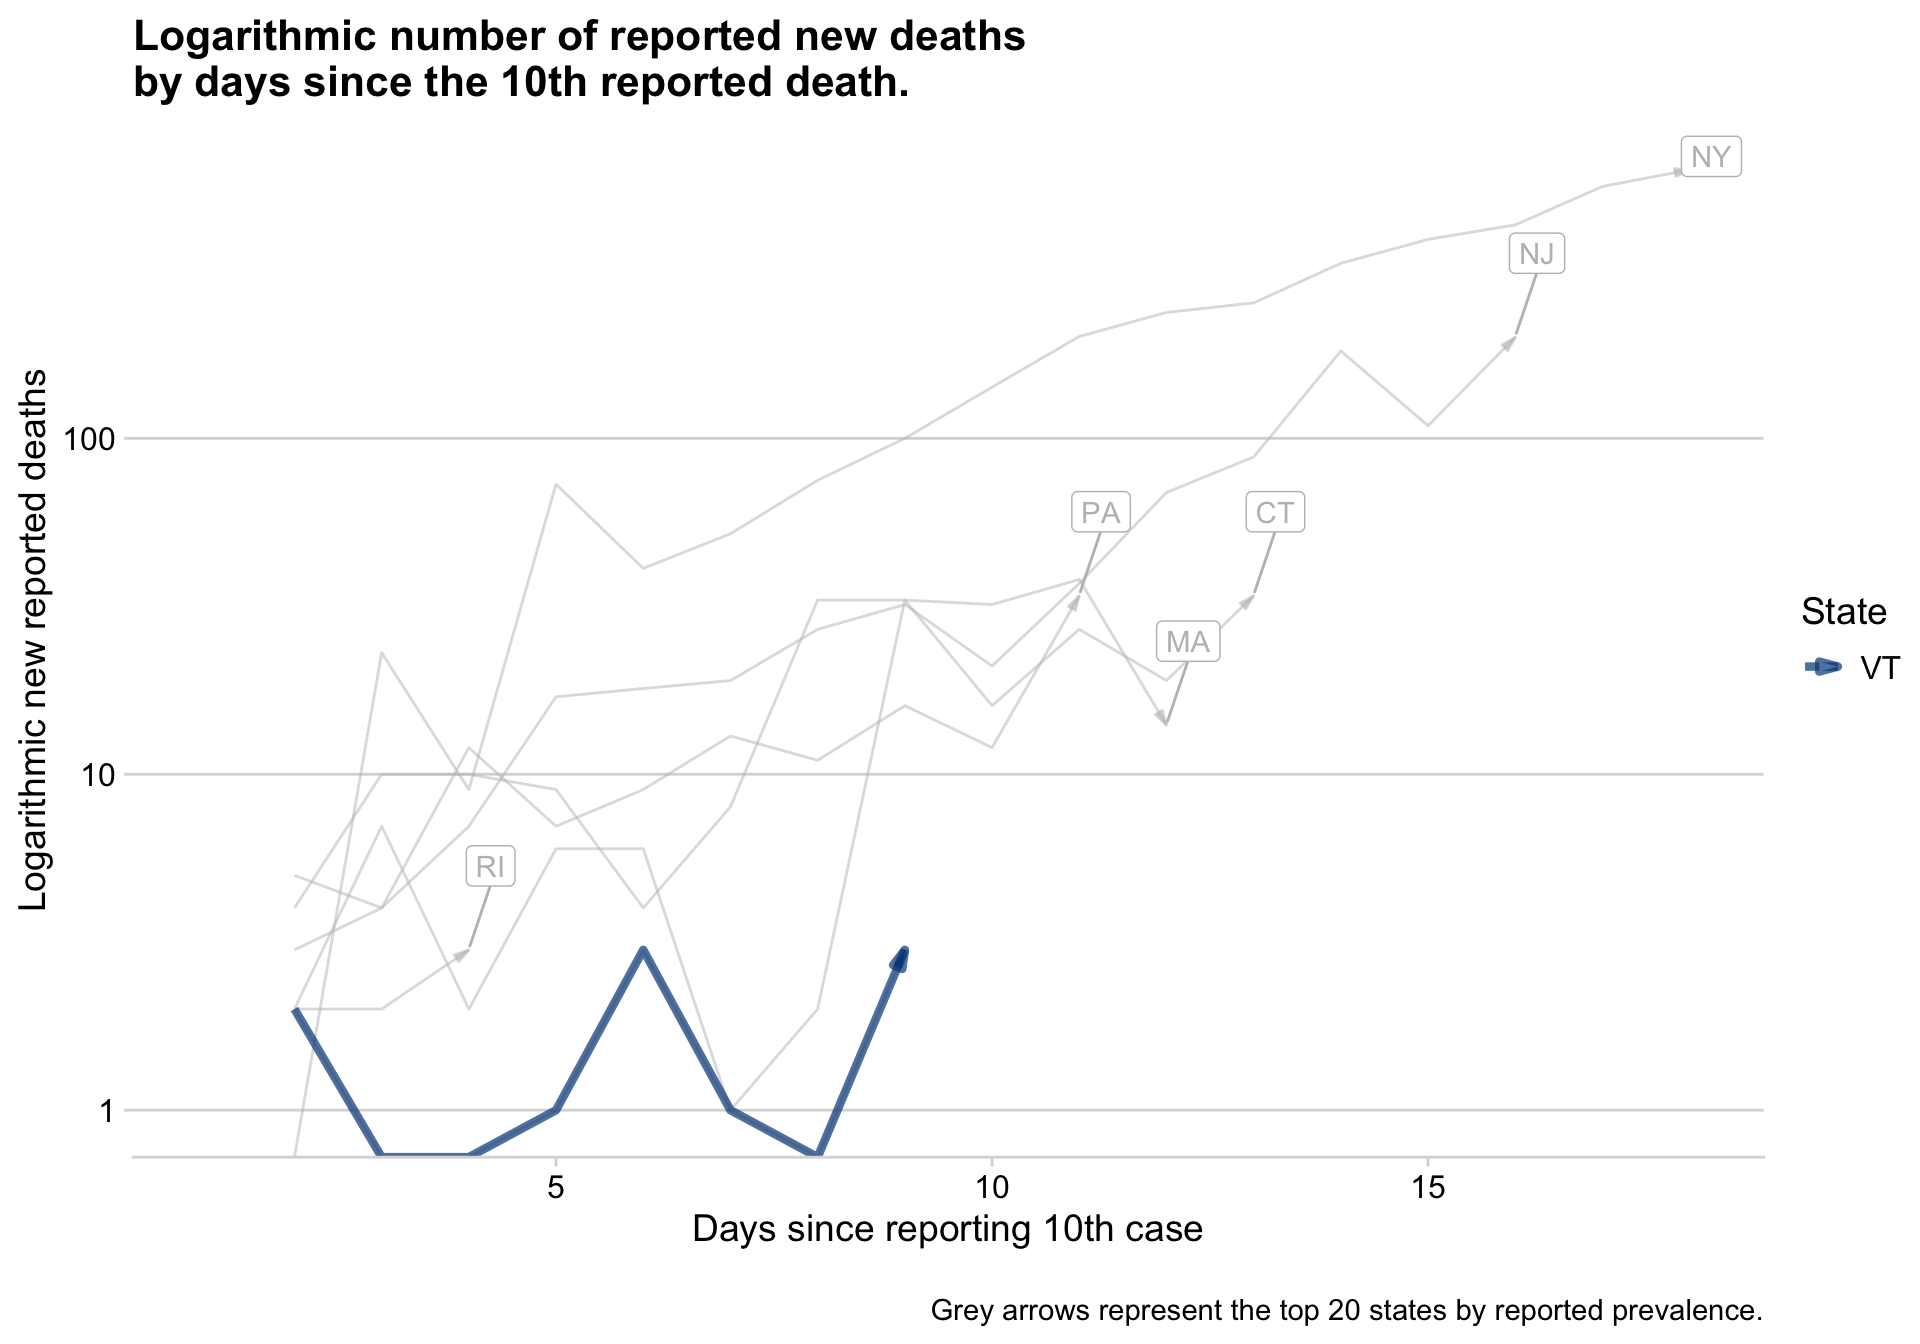 Logarithmic number of reported new deaths
by days since the 10th reported death.
NY
NJ
PA
CT
MA
RI
Logarithmic new reported deaths
100
10
1
5
10
15
Days since reporting 10th case
State
VT
Grey arrows represent the top 20 states by reported prevalence.